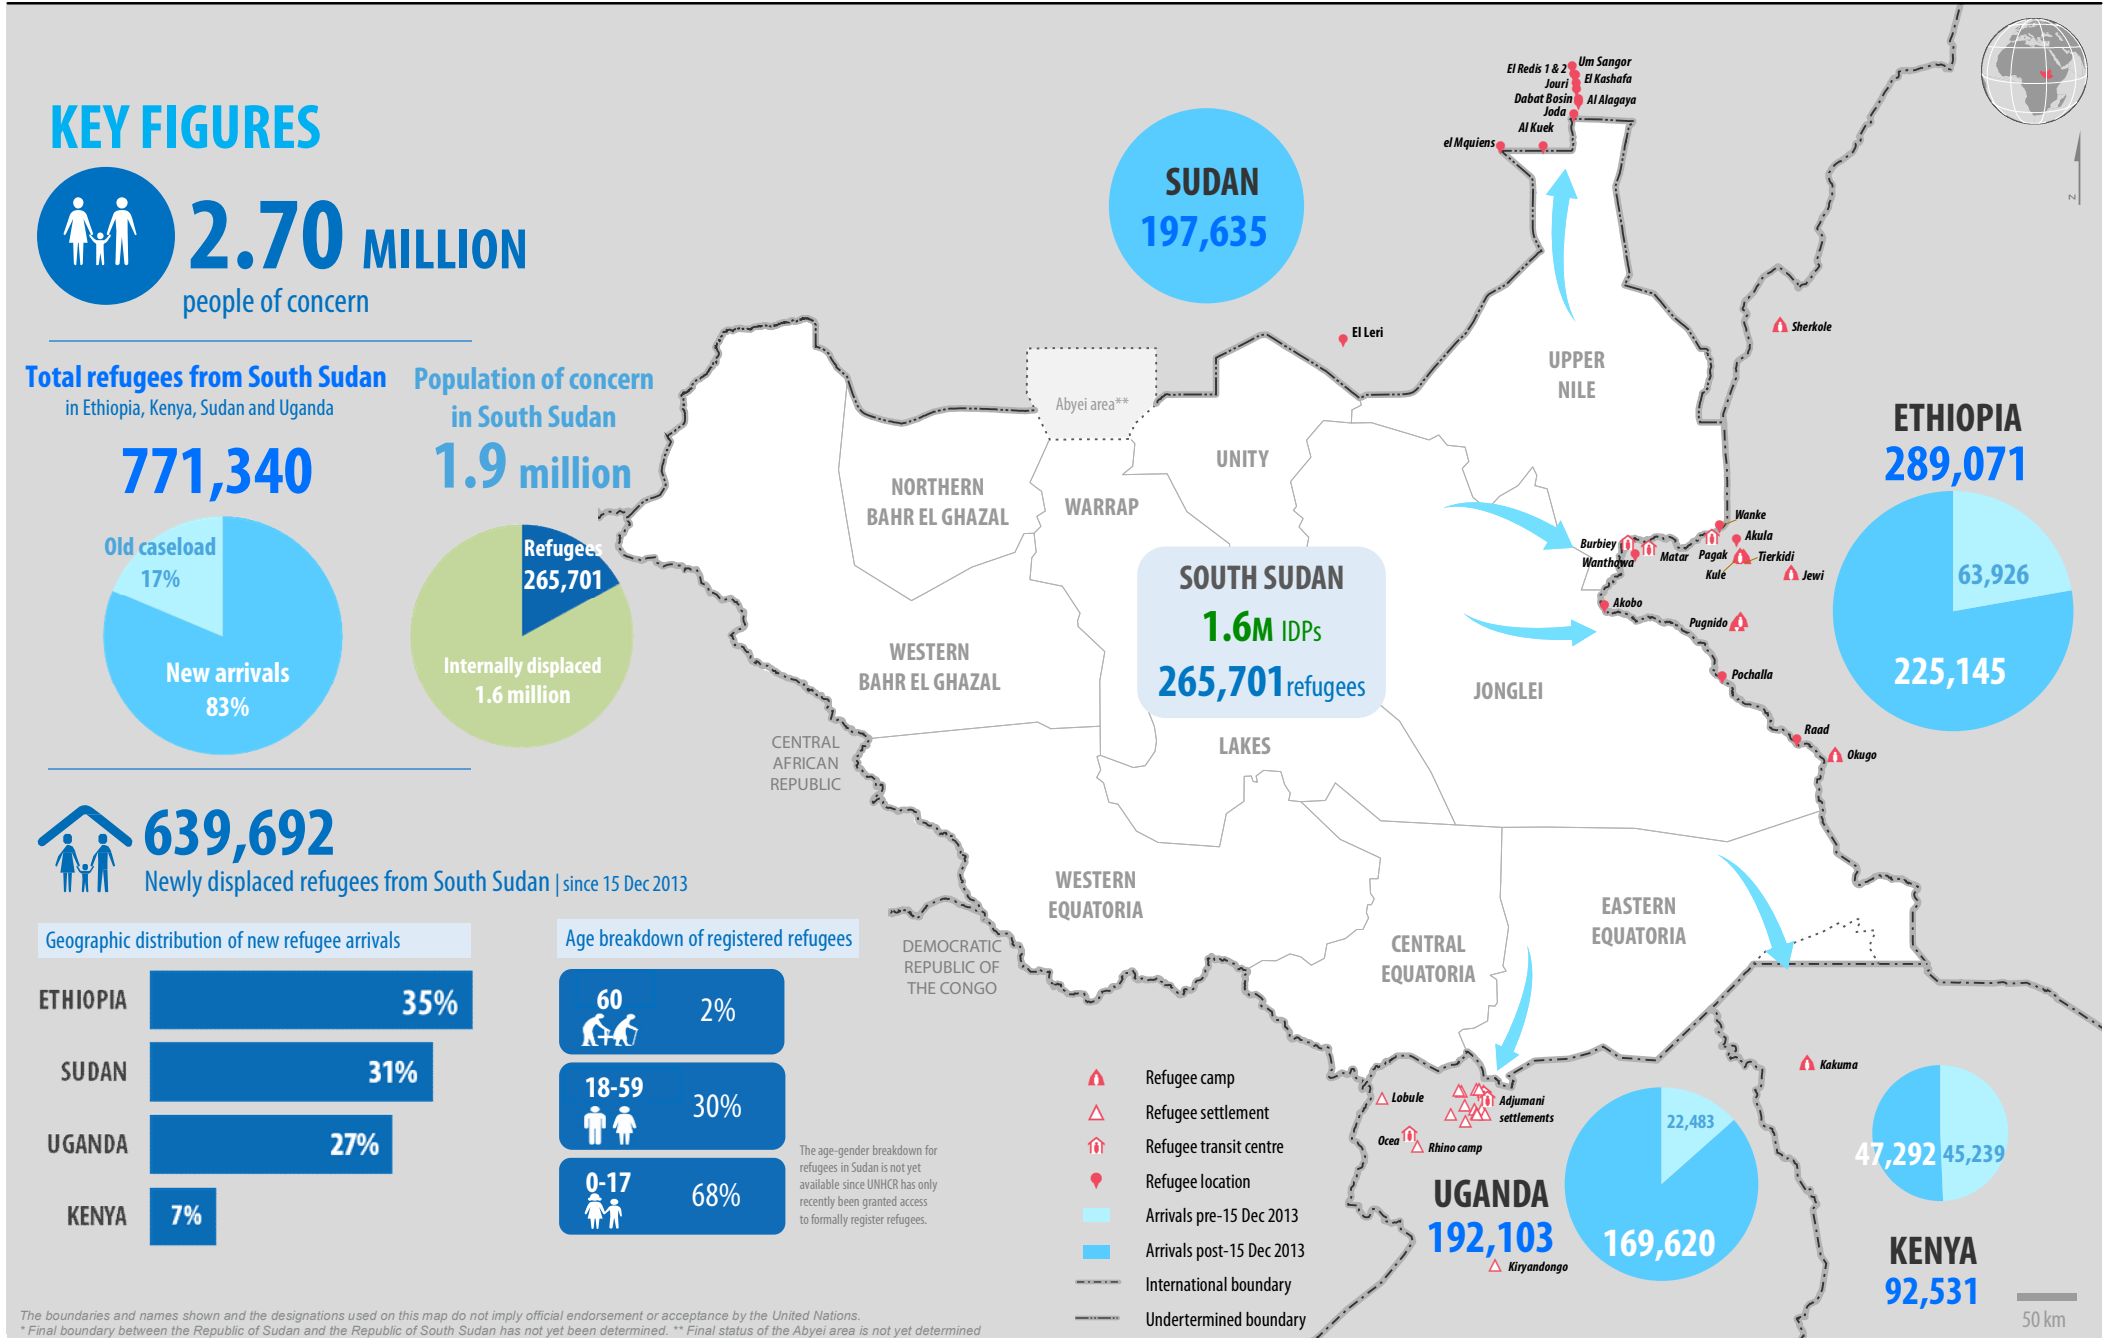 KEY FIGURES
2.70 MILLION
people of concern
Total refugees from South Sudan
in Ethiopia, Kenya, Sudan and Uganda
771,340
Old caseload
17%
New arrivals
83%
Population of concern
in South Sudan
1.9 million
Refugees
265,701
Internally displaced
1.6 million
639,692
Newly displaced refugees from South Sudan | since 15 Dec 2013
Geographic distribution of new refugee arrivals
ETHIOPIA 35%
SUDAN 31%
UGANDA 27%
KENYA 7%
Age breakdown of registered refugees
60 2%
18-59 30%
0-17 68%
The age-gender breakdown for
refugees in Sudan is not yet
available since UNHCR has only
recently been granted access
to formally register refugees.
SUDAN
197,635
El Redis 1 & 2
Um Sangor
Jouri
El Kashafa
Dabat Bosin
Al Alagaya
Joda
Al Kuek
el Mquiens
El Leri
N
Sherkole
UPPER
NILE
Abyei area**
UNITY
NORTHERN
BAHR EL GHAZAL
WARRAP
SOUTH SUDAN
1.6M IDPs
265,701 refugees
WESTERN
BAHR EL GHAZAL
JONGLEI
LAKES
CENTRAL
AFRICAN
REPUBLIC
WESTERN
EQUATORIA
CENTRAL
EQUATORIA
EASTERN
EQUATORIA
DEMOCRATIC
REPUBLIC OF
THE CONGO
ETHIOPIA
289,071
63,926
225,145
Wanke
Akula
Burbiey
Wanthowa
Matar
Pagak
Tierkidi
Kule
Jewi
Akobo
Pugnido
Pochalla
Raad
Okugo
Kakuma
Lobule
Adjumani
settlements
Ocea
Rhino camp
Kiryandongo
UGANDA
192,103
22,483
169,620
47,292
45,239
KENYA
92,531
50 km
Refugee camp
Refugee settlement
Refugee transit centre
Refugee location
Arrivals pre-15 Dec 2013
Arrivals post-15 Dec 2013
International boundary
Undertermined boundary
The boundaries and names shown and the designations used on this map do not imply official endorsement or acceptance by the United Nations.
* Final boundary between the Republic of Sudan and the Republic of South Sudan has not yet been determined. ** Final status of the Abyei area is not yet determined